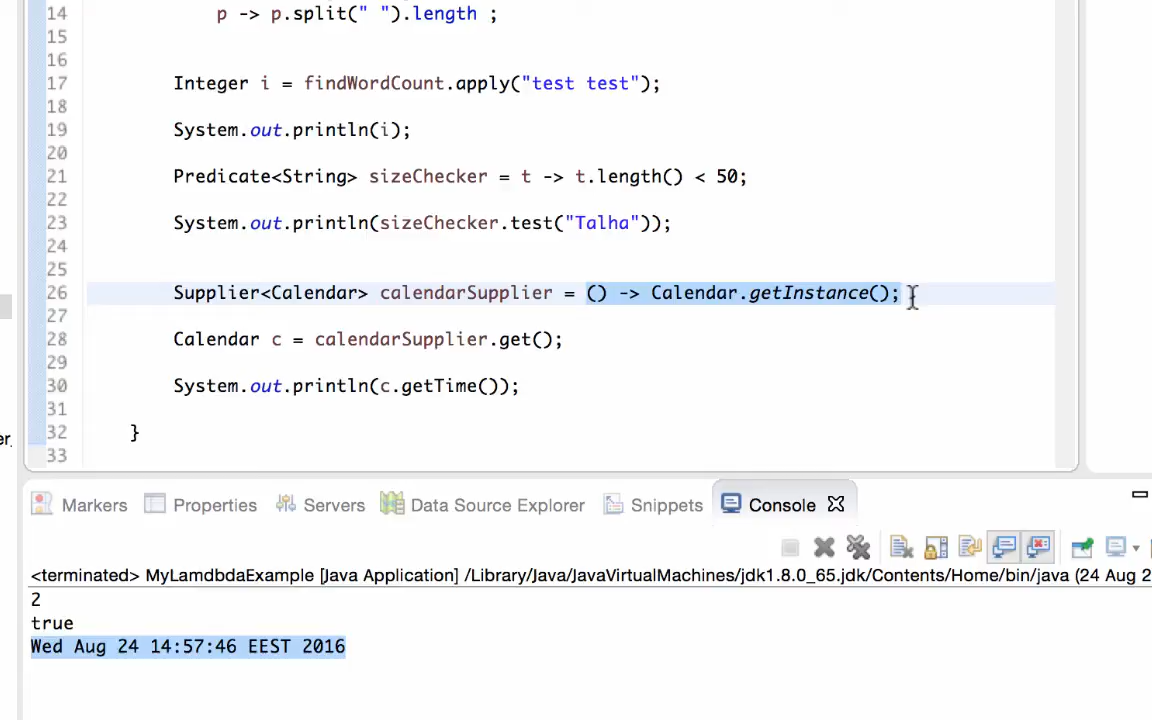 14 p -> p.split(" ").length ;
15
16
17 Integer i = findWordCount.apply("test test");
18
19 System.out.println(i);
20
21 Predicate<String> sizeChecker = t -> t.length() < 50;
22
23 System.out.println(sizeChecker.test("Talha"));
24
25
26 Supplier<Calendar> calendarSupplier = () -> Calendar.getInstance();
27
28 Calendar c = calendarSupplier.get();
29
30 System.out.println(c.getTime());
31
32 }
er.
33
Markers Properties Servers Data Source Explorer Snippets Console
<terminated> MyLamdbdaExample [Java Application] /Library/Java/JavaVirtualMachines/jdk1.8.0_65.jdk/Contents/Home/bin/java (24 Aug 2
2
true
Wed Aug 24 14:57:46 EEST 2016